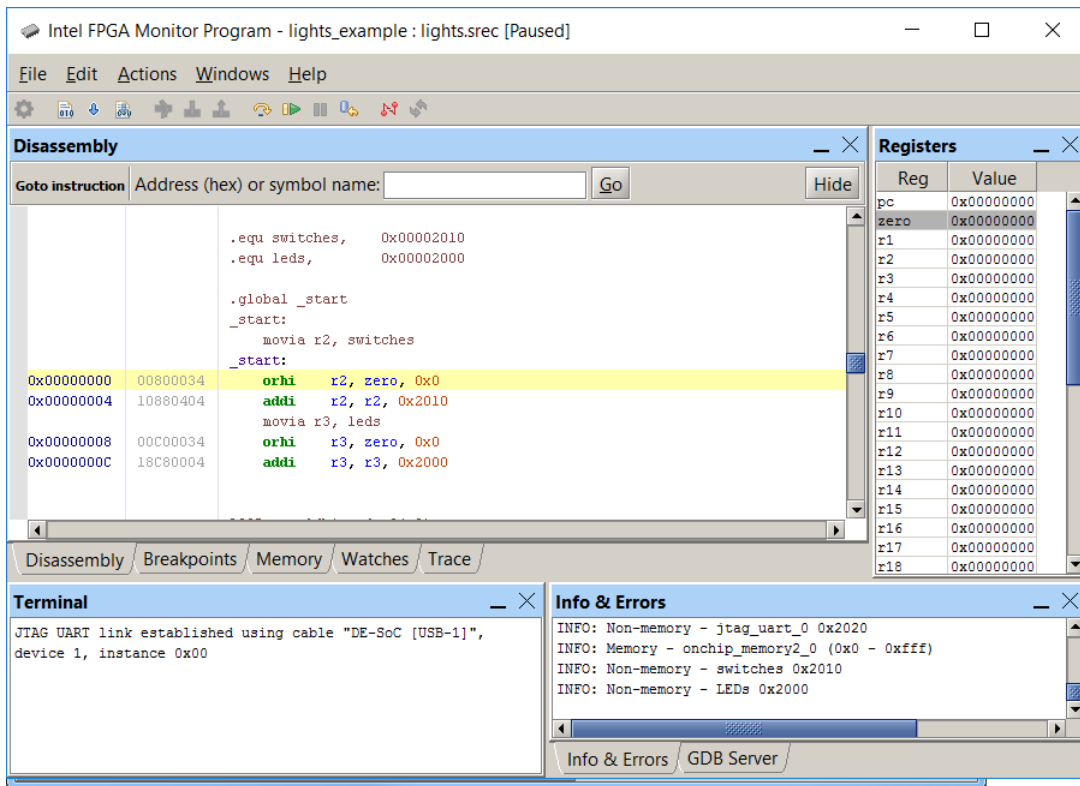 Intel FPGA Monitor Program - lights_example : lights.srec [Paused]
File Edit Actions Windows Help
Disassembly
Goto instruction Address (hex) or symbol name: Go Hide
.equ switches, 0x00002010
.equ leds, 0x00002000
.global _start
_start:
movia r2, switches
_start:
0x00000000 00800034 orhi r2, zero, 0x0
0x00000004 10880404 addi r2, r2, 0x2010
movia r3, leds
0x00000008 00C00034 orhi r3, zero, 0x0
0x0000000C 18C80004 addi r3, r3, 0x2000
Disassembly Breakpoints Memory Watches Trace
Registers
Reg Value
pc 0x00000000
zero 0x00000000
r1 0x00000000
r2 0x00000000
r3 0x00000000
r4 0x00000000
r5 0x00000000
r6 0x00000000
r7 0x00000000
r8 0x00000000
r9 0x00000000
r10 0x00000000
r11 0x00000000
r12 0x00000000
r13 0x00000000
r14 0x00000000
r15 0x00000000
r16 0x00000000
r17 0x00000000
r18 0x00000000
Terminal
JTAG UART link established using cable "DE-SoC [USB-1]",
device 1, instance 0x00
Info & Errors
INFO: Non-memory - jtag_uart_0 0x2020
INFO: Memory - onchip_memory2_0 (0x0 - 0xfff)
INFO: Non-memory - switches 0x2010
INFO: Non-memory - LEDs 0x2000
Info & Errors GDB Server